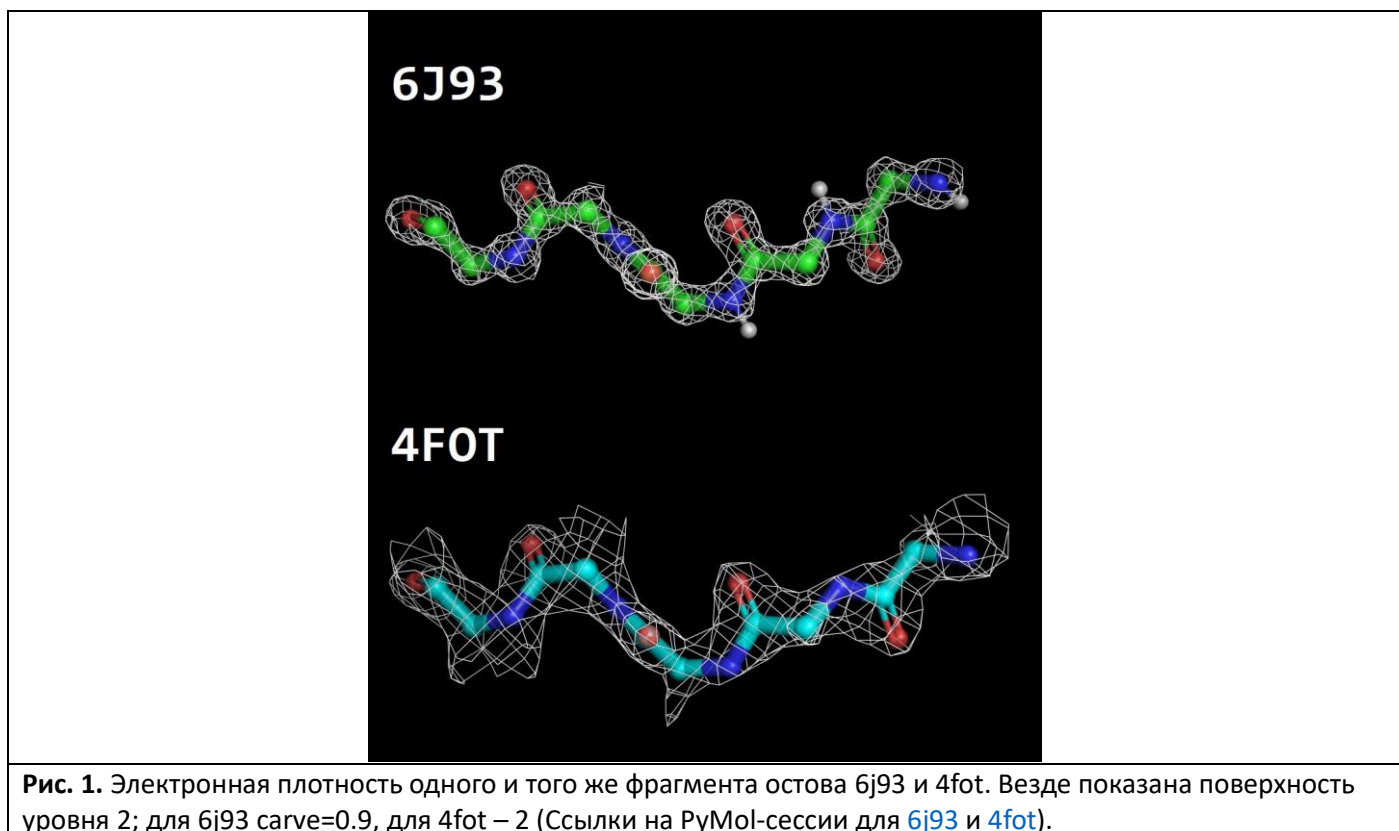 6J93
4FOT
Рис. 1. Электронная плотность одного и того же фрагмента остова 6j93 и 4fot. Везде показана поверхность
уровня 2; для 6j93 carve=0.9, для 4fot – 2 (Ссылки на PyMol-сессии для 6j93 и 4fot).